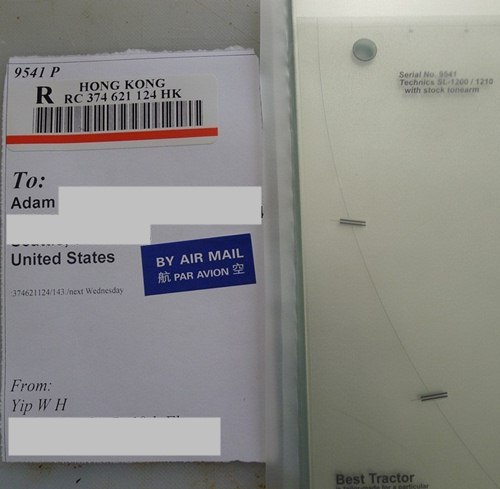 9541 P
HONG KONG
R RC 374 621 124 HK
To:
Adam
United States
BY AIR MAIL
航 PAR AVION 空
374621124/143./next Wednesday
From:
Yip W H
Serial No. 9541
Technics SL-1200 / 1210
with stock tonearm
Best Tractor